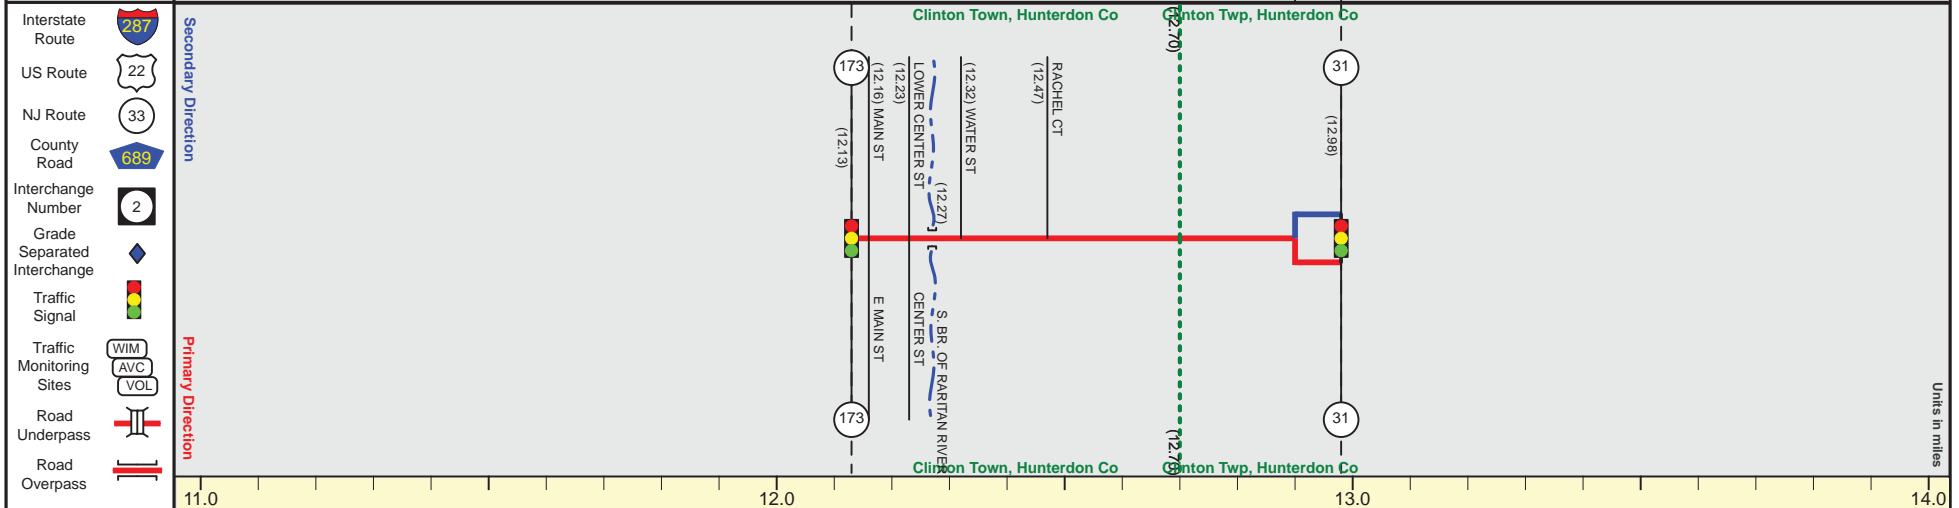 Interstate
Route
287
US Route
22
NJ Route
33
County
Road
689
Interchange
Number
2
Grade
Separated
Interchange
Traffic
Signal
Traffic
Monitoring
Sites
WIM
AVC
VOL
Road
Underpass
Road
Overpass
Secondary Direction
Primary Direction
Clinton Town, Hunterdon Co
Clinton Twp, Hunterdon Co
(12.70)
173
(12.13)
(12.16) MAIN ST
(12.23)
LOWER CENTER ST
(12.27)
(12.32) WATER ST
(12.47)
RACHEL CT
31
(12.98)
E MAIN ST
CENTER ST
S. BR. OF RARITAN RIVER
173
31
(12.70)
Clinton Town, Hunterdon Co
Clinton Twp, Hunterdon Co
Units in miles
11.0
12.0
13.0
14.0